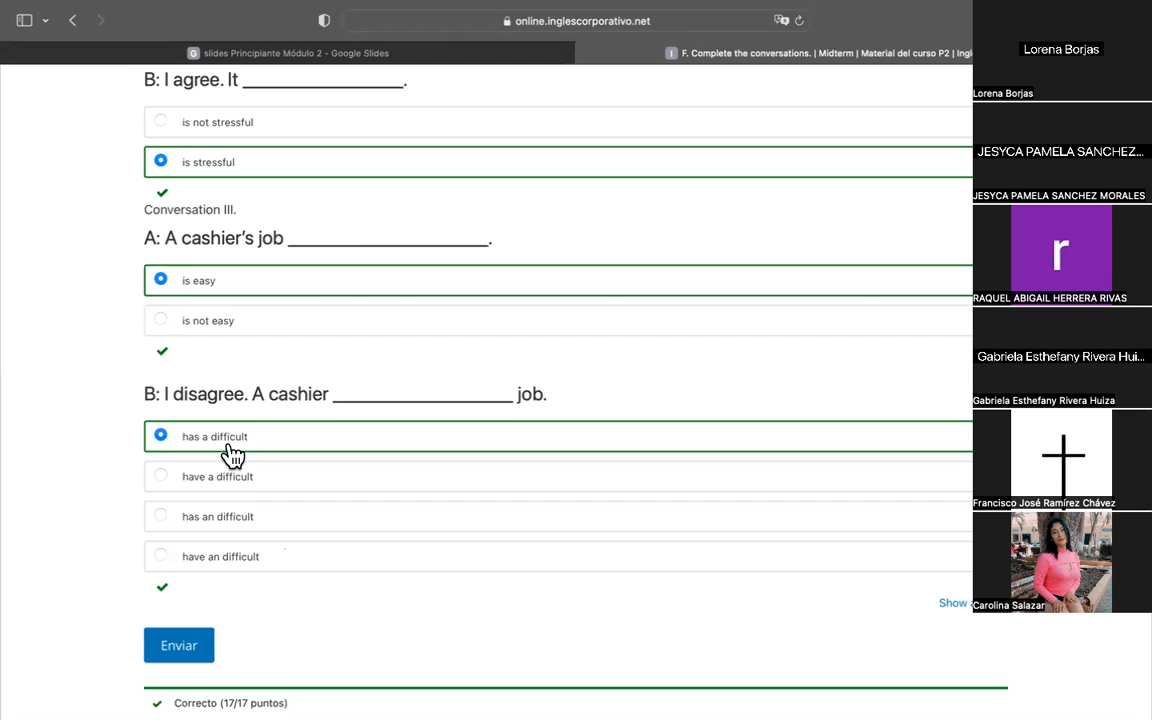 online.inglescorporativo.net
G slides Principiante Módulo 2 - Google Slides
I F. Complete the conversations. | Midterm | Material del curso P2 |
B: I agree. It ________________.
is not stressful
is stressful
Conversation III.
A: A cashier's job ____________________.
is easy
is not easy
B: I disagree. A cashier __________________ job.
has a difficult
have a difficult
has an difficult
have an difficult
Show
Enviar
Correcto (17/17 puntos)
Lorena Borjas
Lorena Borjas
JESYCA PAMELA SANCHEZ...
JESYCA PAMELA SANCHEZ MORALES
r
RAQUEL ABIGAIL HERRERA RIVAS
Gabriela Esthefany Rivera Hui...
Gabriela Esthefany Rivera Huiza
Francisco José Ramírez Chávez
Carolina Salazar